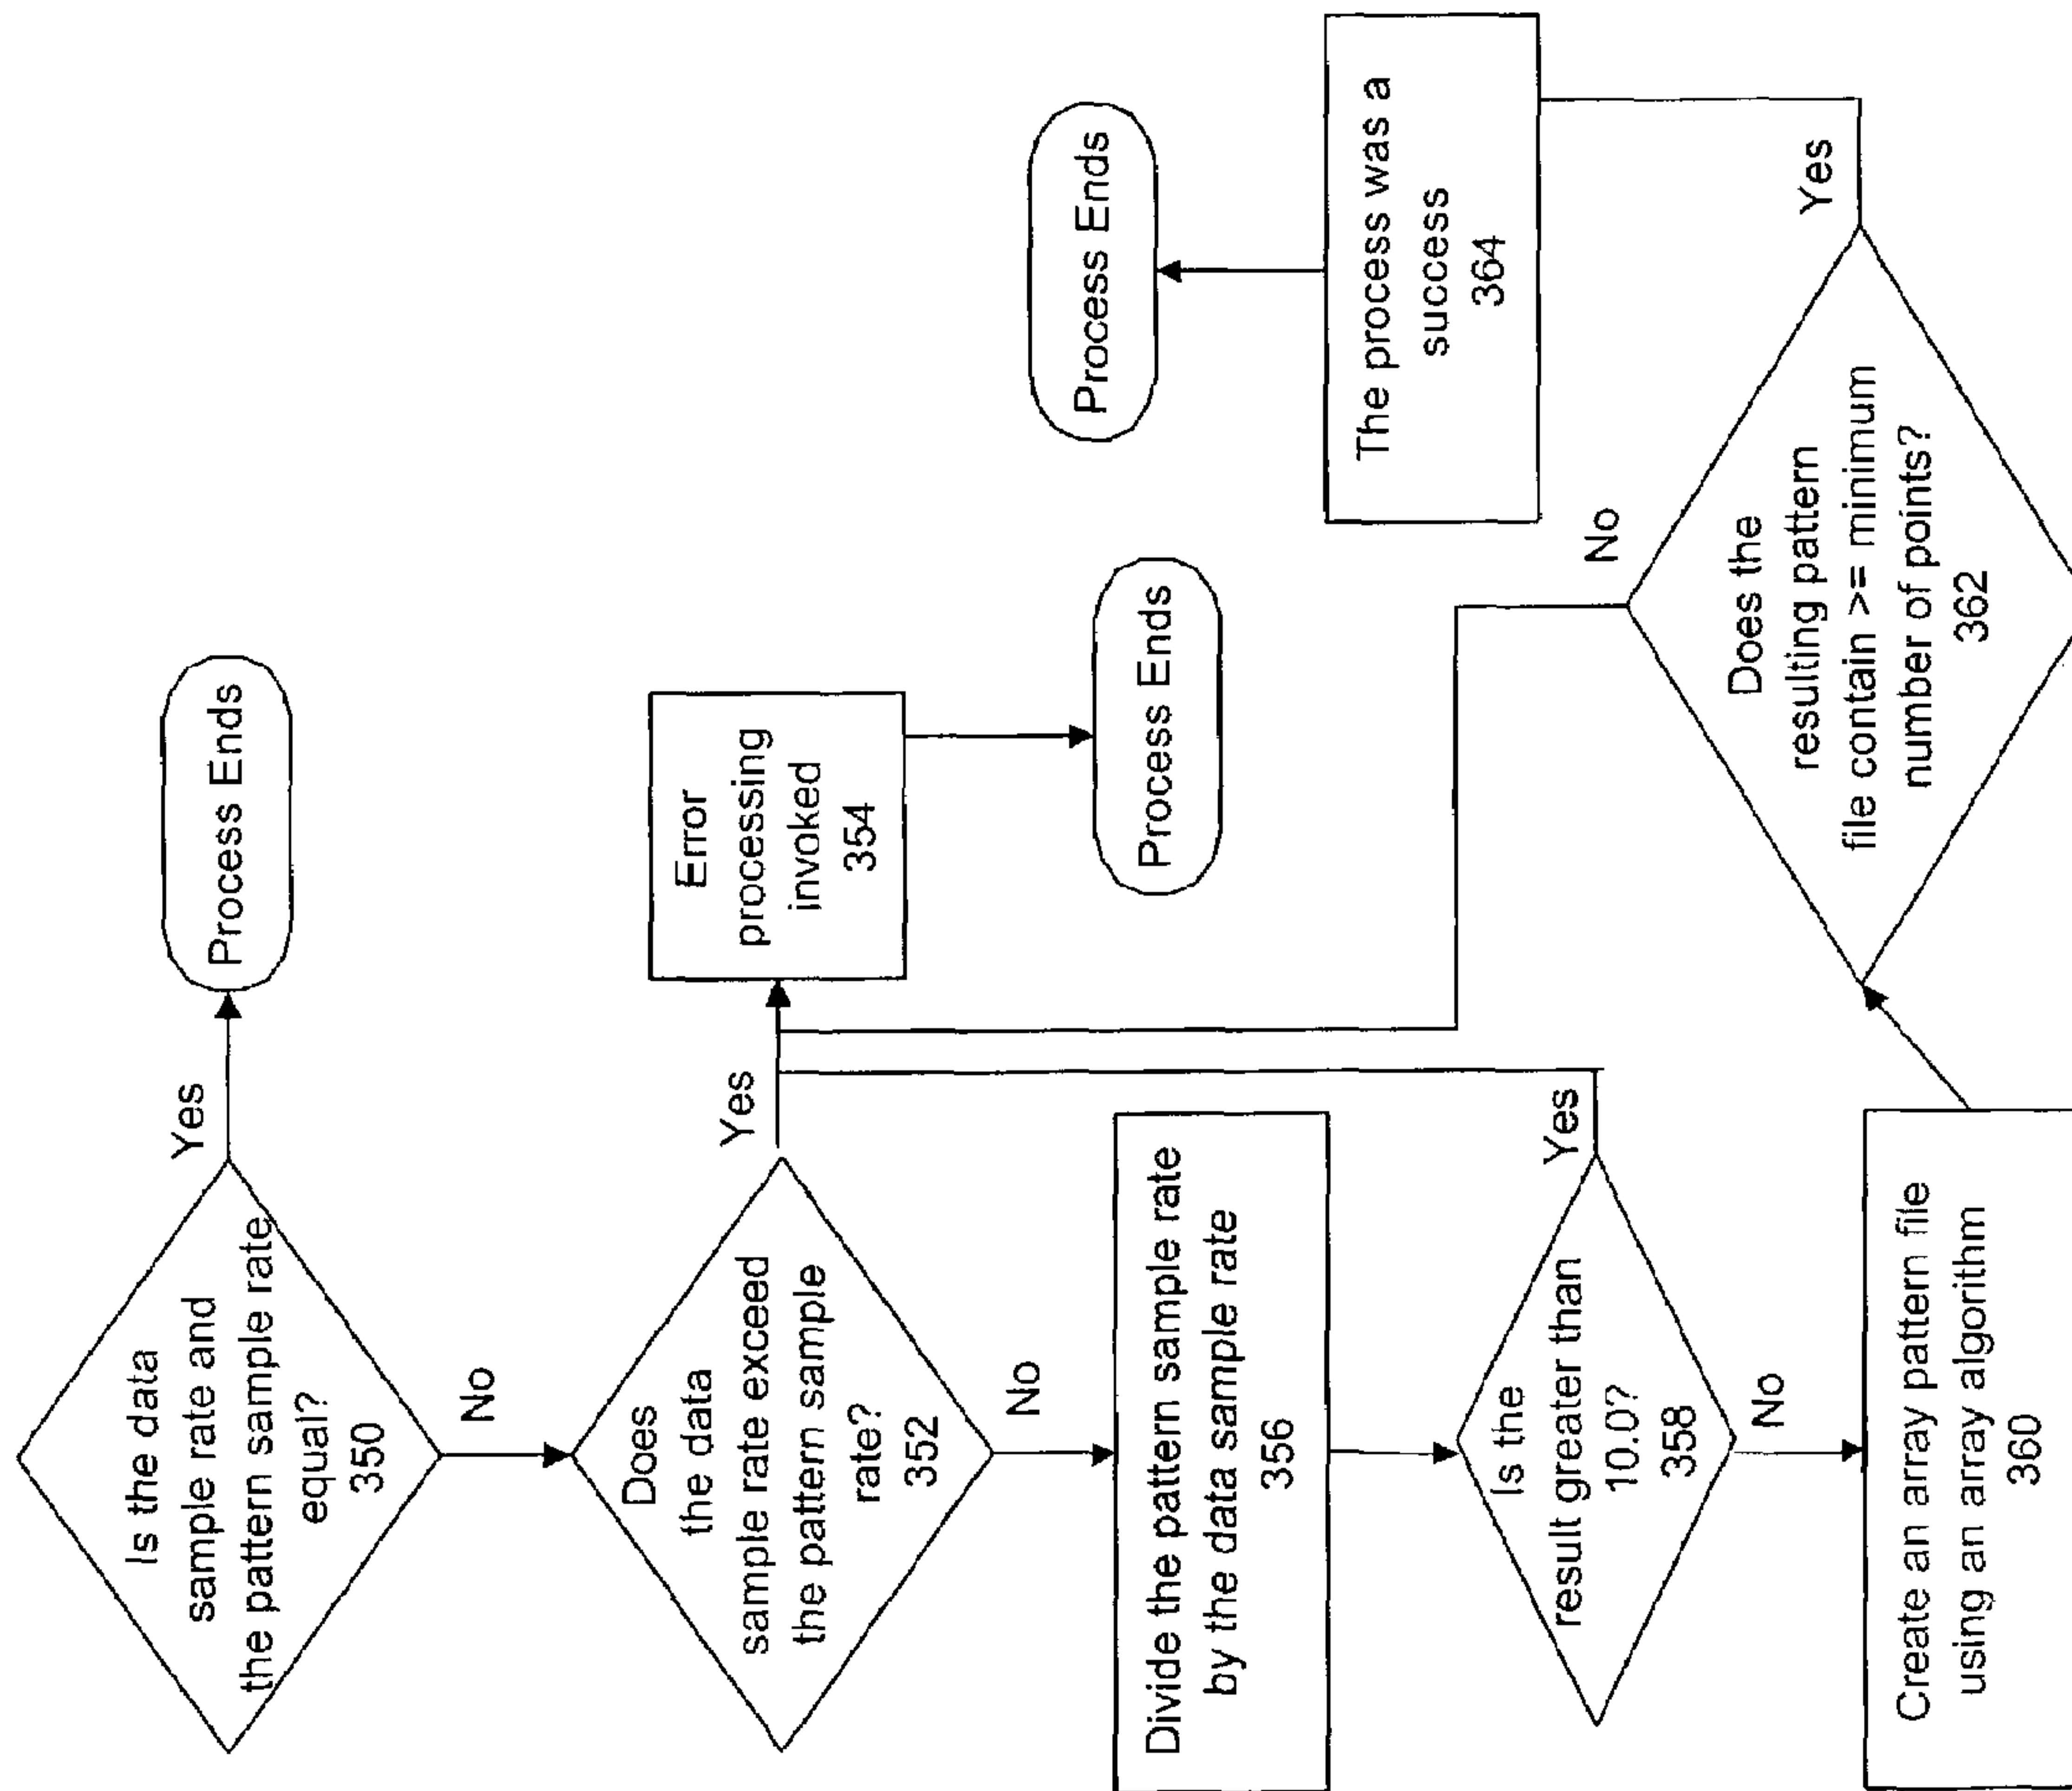 Is the data
sample rate and
the pattern sample rate
equal?
350
Yes
Process Ends
No
Does
the data
sample rate exceed
the pattern sample
rate?
352
Yes
Error
processing
invoked
354
Process Ends
No
Divide the pattern sample rate
by the data sample rate
356
Is the
result greater than
10.0?
358
Yes
No
Create an array pattern file
using an array algorithm
360
Does the
resulting pattern
file contain >= minimum
number of points?
362
No
Yes
The process was a
success
364
Process Ends